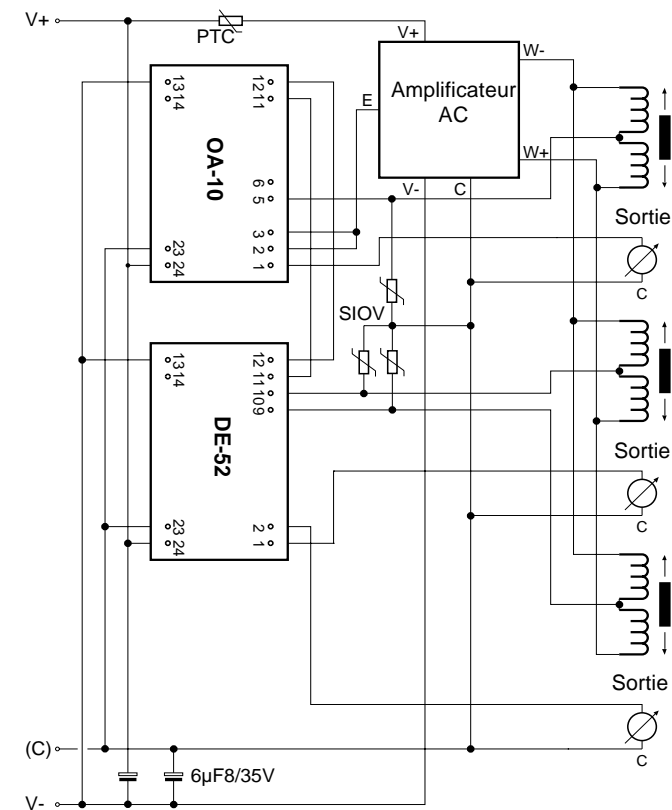 V+
PTC
V+
W-
Amplificateur
AC
E
W+
V-
C
13
14
12
11
OA-10
6
5
3
2
1
23
24
Sortie
C
SIOV
13
14
12
11
10
9
DE-52
23
24
2
1
Sortie
C
Sortie
C
(C)
6µF8/35V
V-